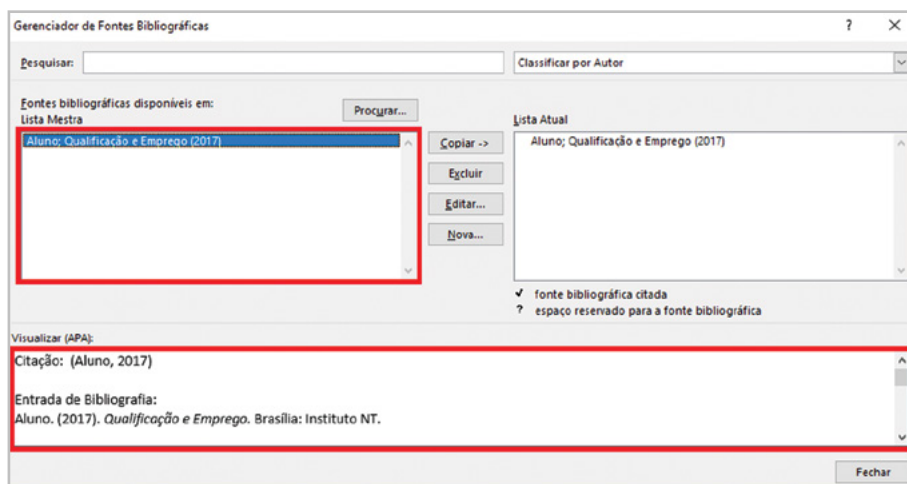 Gerenciador de Fontes Bibliográficas ? ×
Pesquisar: Classificar por Autor
Fontes bibliográficas disponíveis em:
Lista Mestra
Procurar...
Lista Atual
Aluno; Qualificação e Emprego (2017)
Copiar ->
Excluir
Editar...
Nova...
Aluno; Qualificação e Emprego (2017)
✓ fonte bibliográfica citada
? espaço reservado para a fonte bibliográfica
Visualizar (APA):
Citação: (Aluno, 2017)
Entrada de Bibliografia:
Aluno. (2017). Qualificação e Emprego. Brasília: Instituto NT.
Fechar